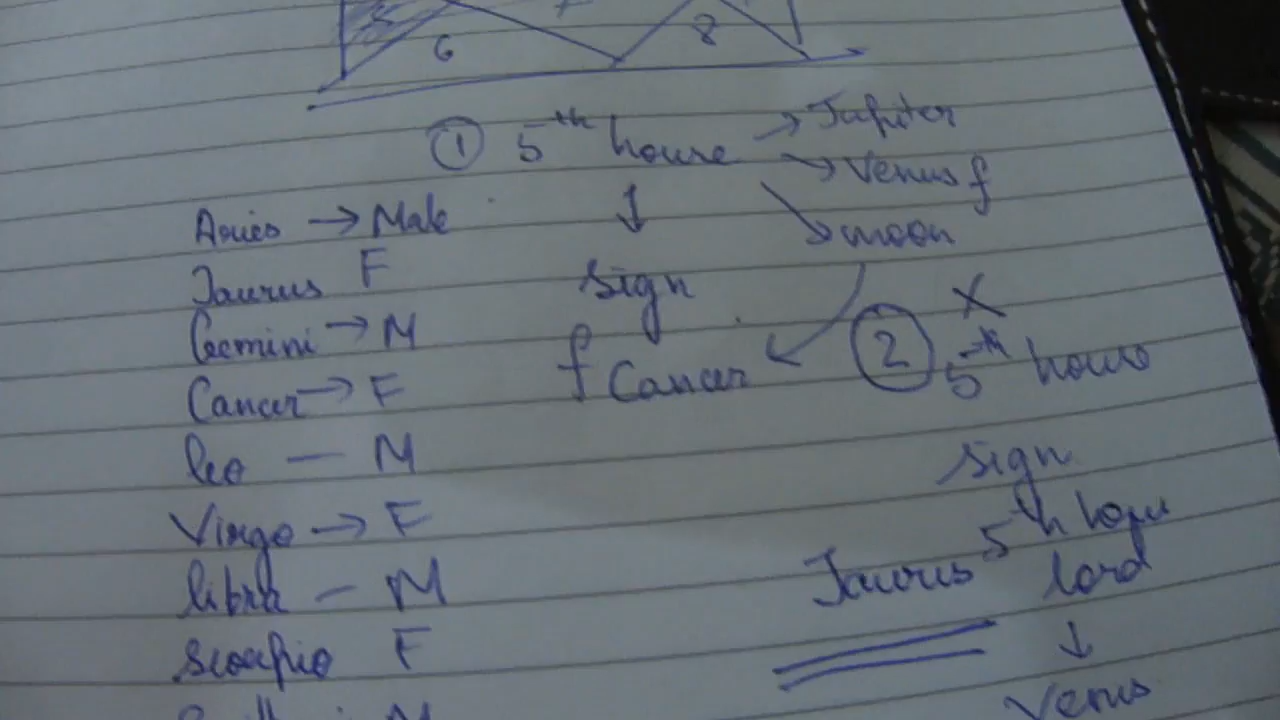 6
8
① 5th house → Jupiter
→ Venus f
→ moon
Aries → Male
Taurus F
Gemini → M
Cancer → F
leo — M
Virgo → F
libra – M
Scorpio F
M
↓
Sign
f Cancer
X
② 5th house
Sign
5th house
lord
Taurus
↓
Venus